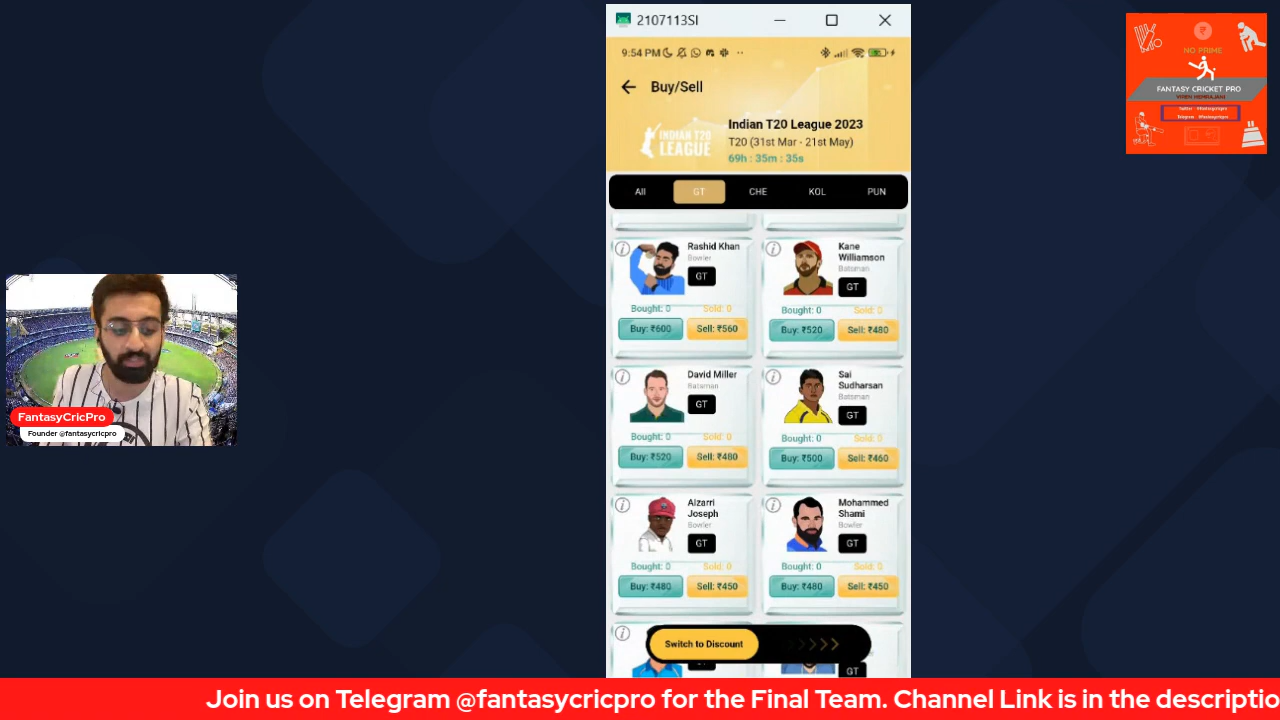 2107113SI
9:54 PM
Buy/Sell
INDIAN T20
LEAGUE
Indian T20 League 2023
T20 (31st Mar - 21st May)
69h : 35m : 35s
All GT CHE KOL PUN
Rashid Khan
Bowler
GT
Bought: 0 Sold: 0
Buy: ₹600 Sell: ₹560
Kane
Williamson
Batsman
GT
Bought: 0 Sold: 0
Buy: ₹520 Sell: ₹480
David Miller
Batsman
GT
Bought: 0 Sold: 0
Buy: ₹520 Sell: ₹480
Sai
Sudharsan
Batsman
GT
Bought: 0 Sold: 0
Buy: ₹500 Sell: ₹460
Alzarri
Joseph
Bowler
GT
Bought: 0 Sold: 0
Buy: ₹480 Sell: ₹450
Mohammed
Shami
Bowler
GT
Bought: 0 Sold: 0
Buy: ₹480 Sell: ₹450
Switch to Discount
GT
NO PRIME
FANTASY CRICKET PRO
FantasyCricPro
Founder @fantasycricpro
Join us on Telegram @fantasycricpro for the Final Team. Channel Link is in the descriptio